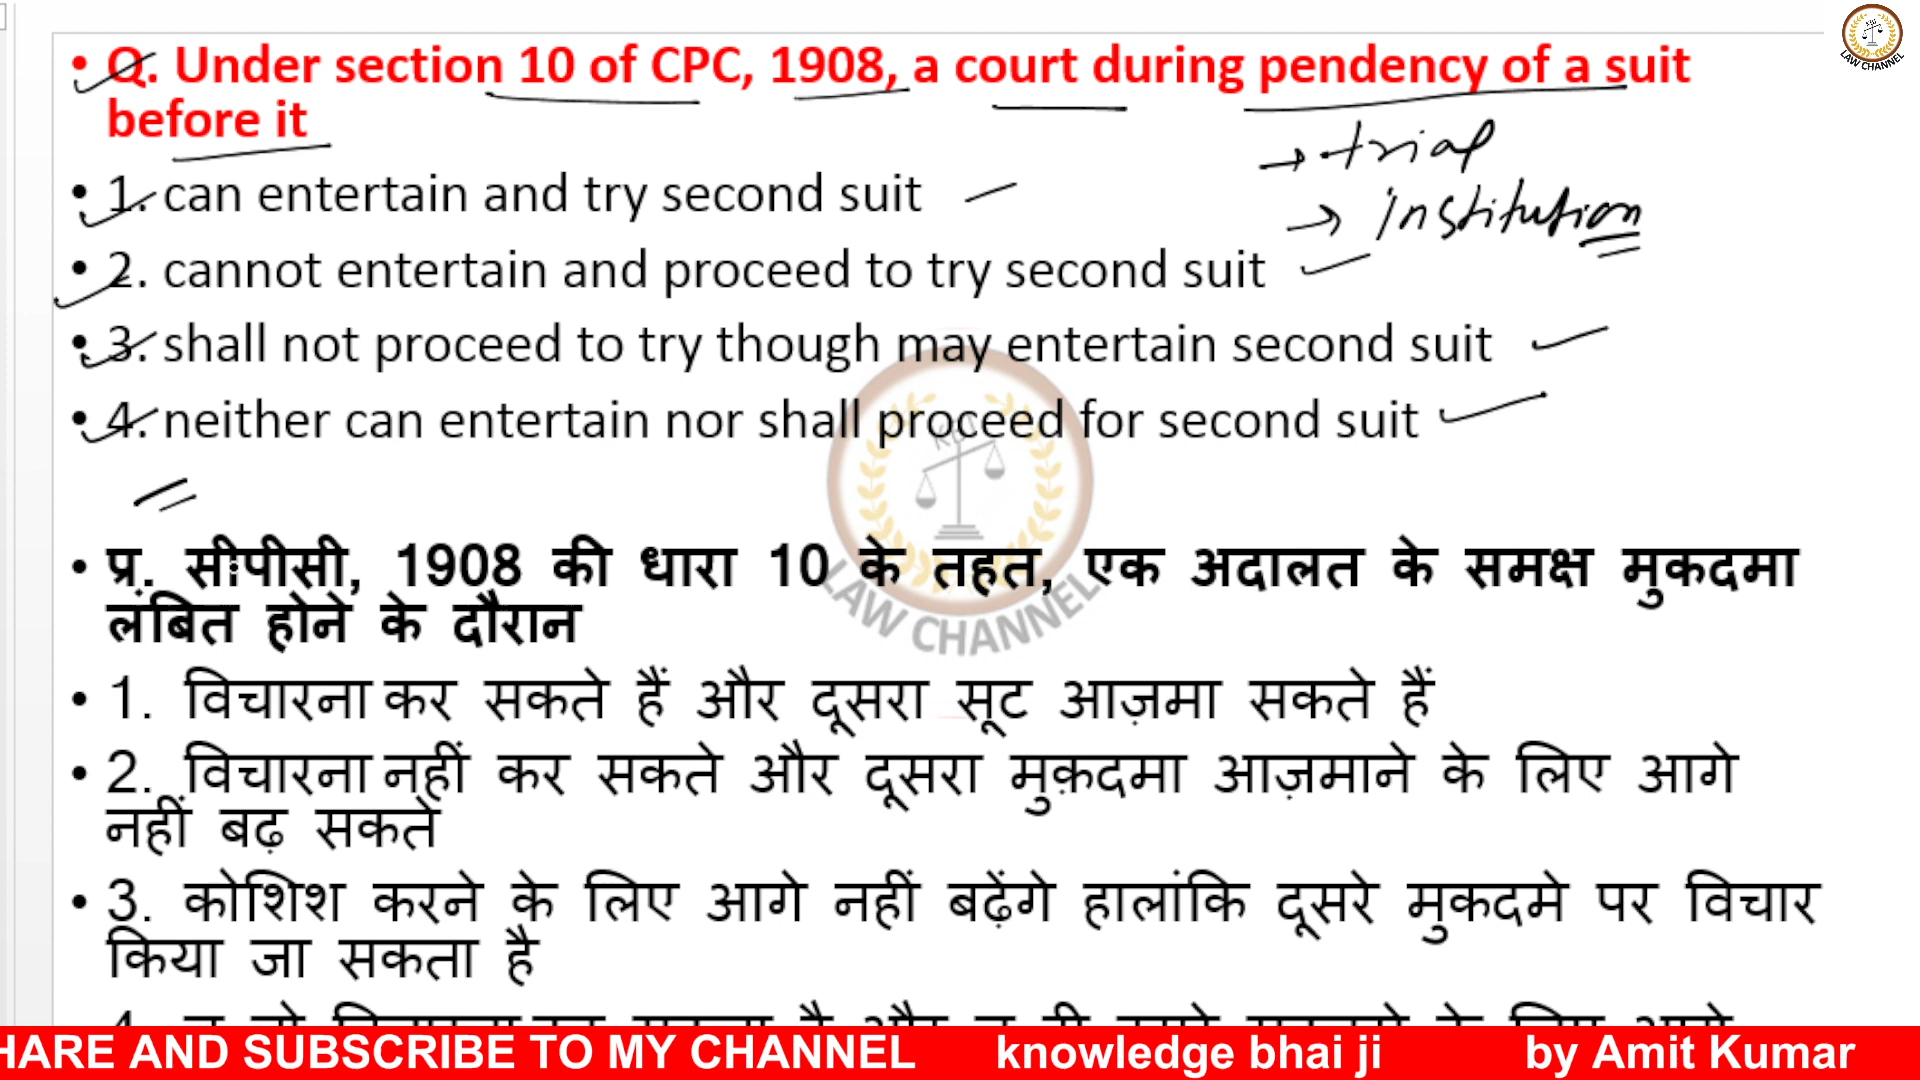 • Q. Under section 10 of CPC, 1908, a court during pendency of a suit
before it
→ trial
• 1. can entertain and try second suit
→ institution
• 2. cannot entertain and proceed to try second suit
• 3. shall not proceed to try though may entertain second suit
• 4. neither can entertain nor shall proceed for second suit
• प्र. सीपीसी, 1908 की धारा 10 के तहत, एक अदालत के समक्ष मुकदमा
लंबित होने के दौरान
• 1. विचारना कर सकते हैं और दूसरा सूट आज़मा सकते हैं
• 2. विचारना नहीं कर सकते और दूसरा मुक़दमा आज़माने के लिए आगे
नहीं बढ़ सकते
• 3. कोशिश करने के लिए आगे नहीं बढ़ेंगे हालांकि दूसरे मुकदमे पर विचार
किया जा सकता है
KBJ
LAW CHANNEL
LAW CHANNEL
HARE AND SUBSCRIBE TO MY CHANNEL knowledge bhai ji by Amit Kumar